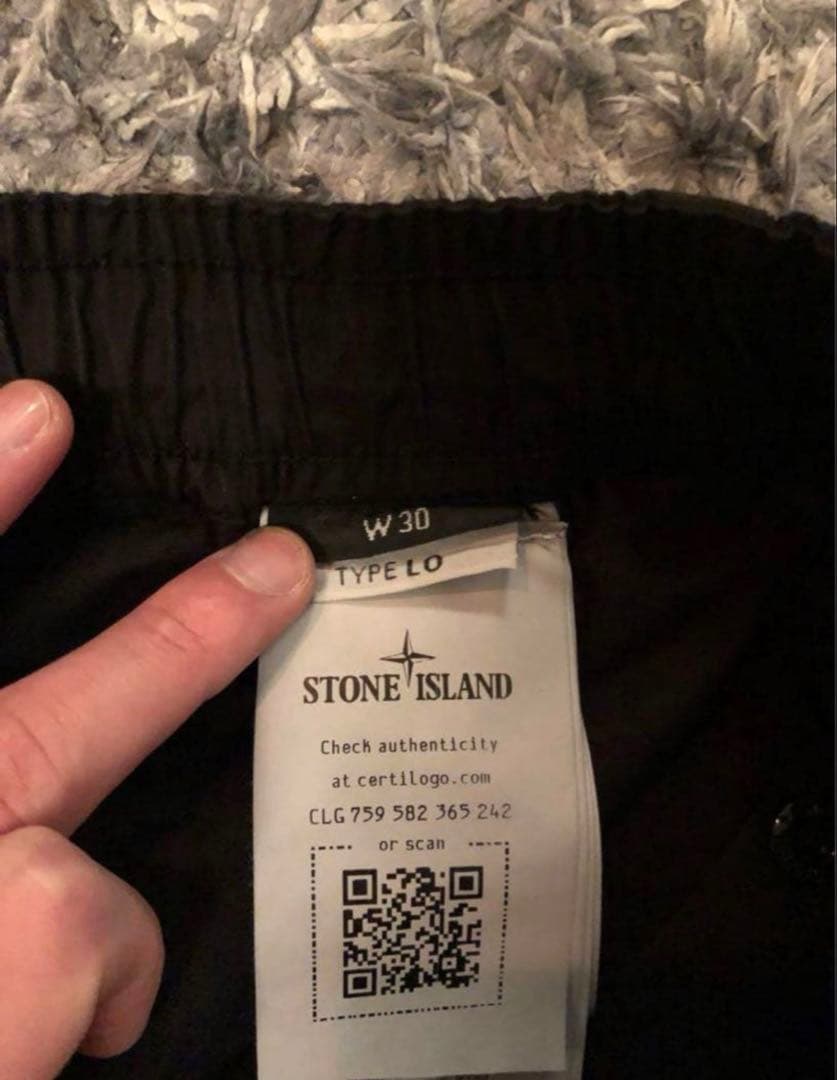 W 30
TYPE LO
STONE ISLAND
Check authenticity
at certilogo.com
CLG 759 582 365 242
or scan